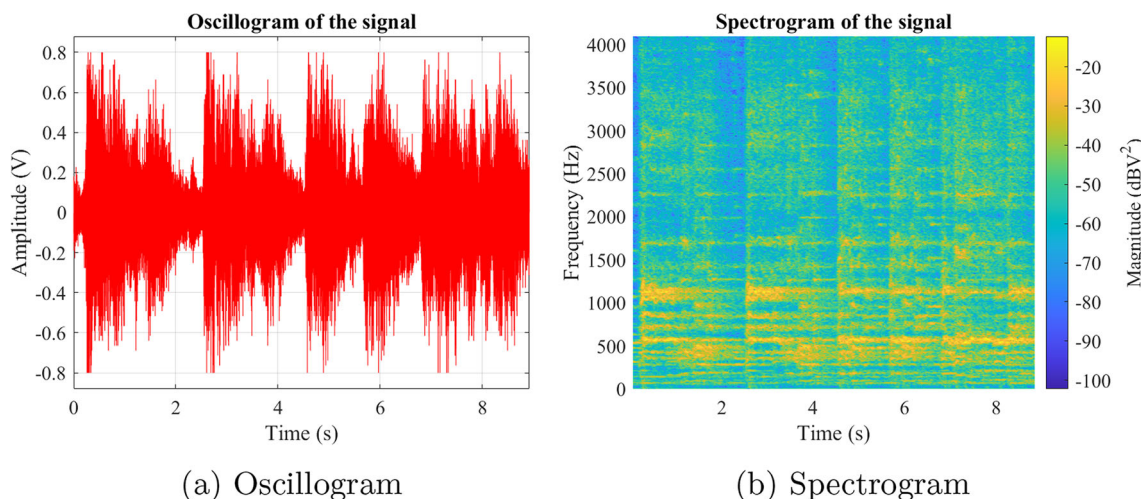 Oscillogram of the signal
0.8
0.6
0.4
0.2
0
-0.2
-0.4
-0.6
-0.8
Amplitude (V)
0 2 4 6 8
Time (s)
(a) Oscillogram
Spectrogram of the signal
4000
3500
3000
2500
2000
1500
1000
500
0
Frequency (Hz)
2 4 6 8
Time (s)
-20
-30
-40
-50
-60
-70
-80
-90
-100
Magnitude (dBV²)
(b) Spectrogram